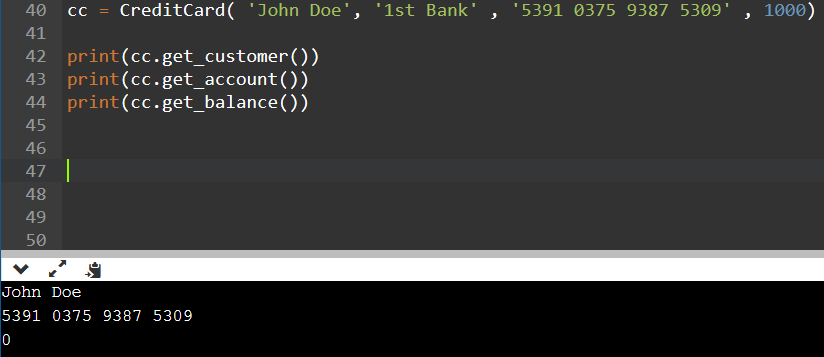 40 cc = CreditCard( 'John Doe', '1st Bank' , '5391 0375 9387 5309' , 1000)
41
42 print(cc.get_customer())
43 print(cc.get_account())
44 print(cc.get_balance())
45
46
47
48
49
50
John Doe
5391 0375 9387 5309
0